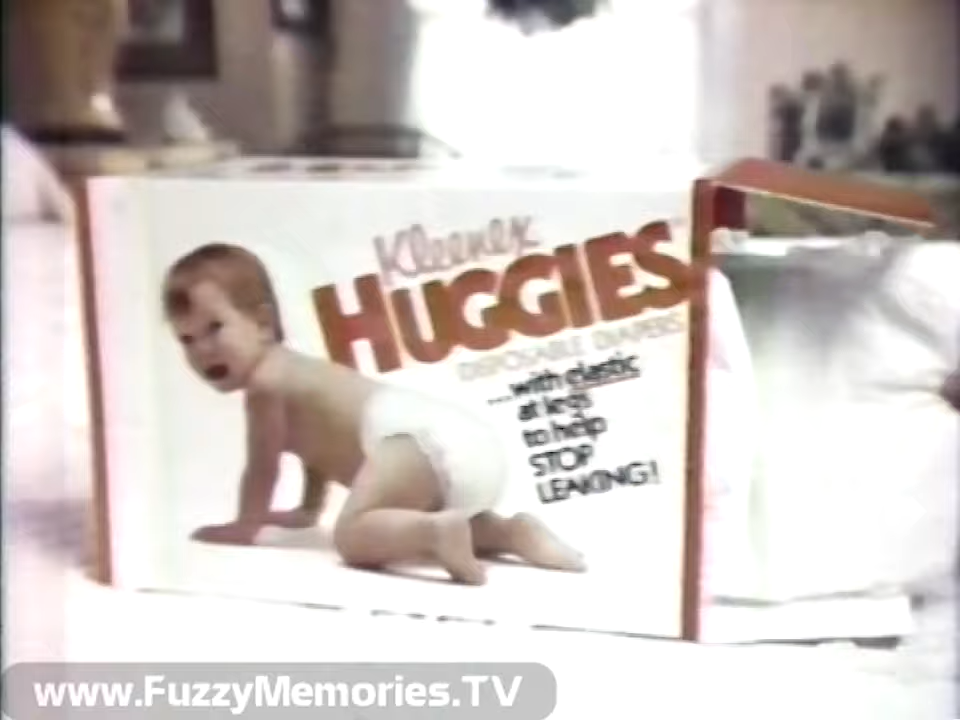 Kleenex
HUGGIES
DISPOSABLE DIAPERS
...with elastic
at legs
to help
STOP
LEAKING!
www.FuzzyMemories.TV